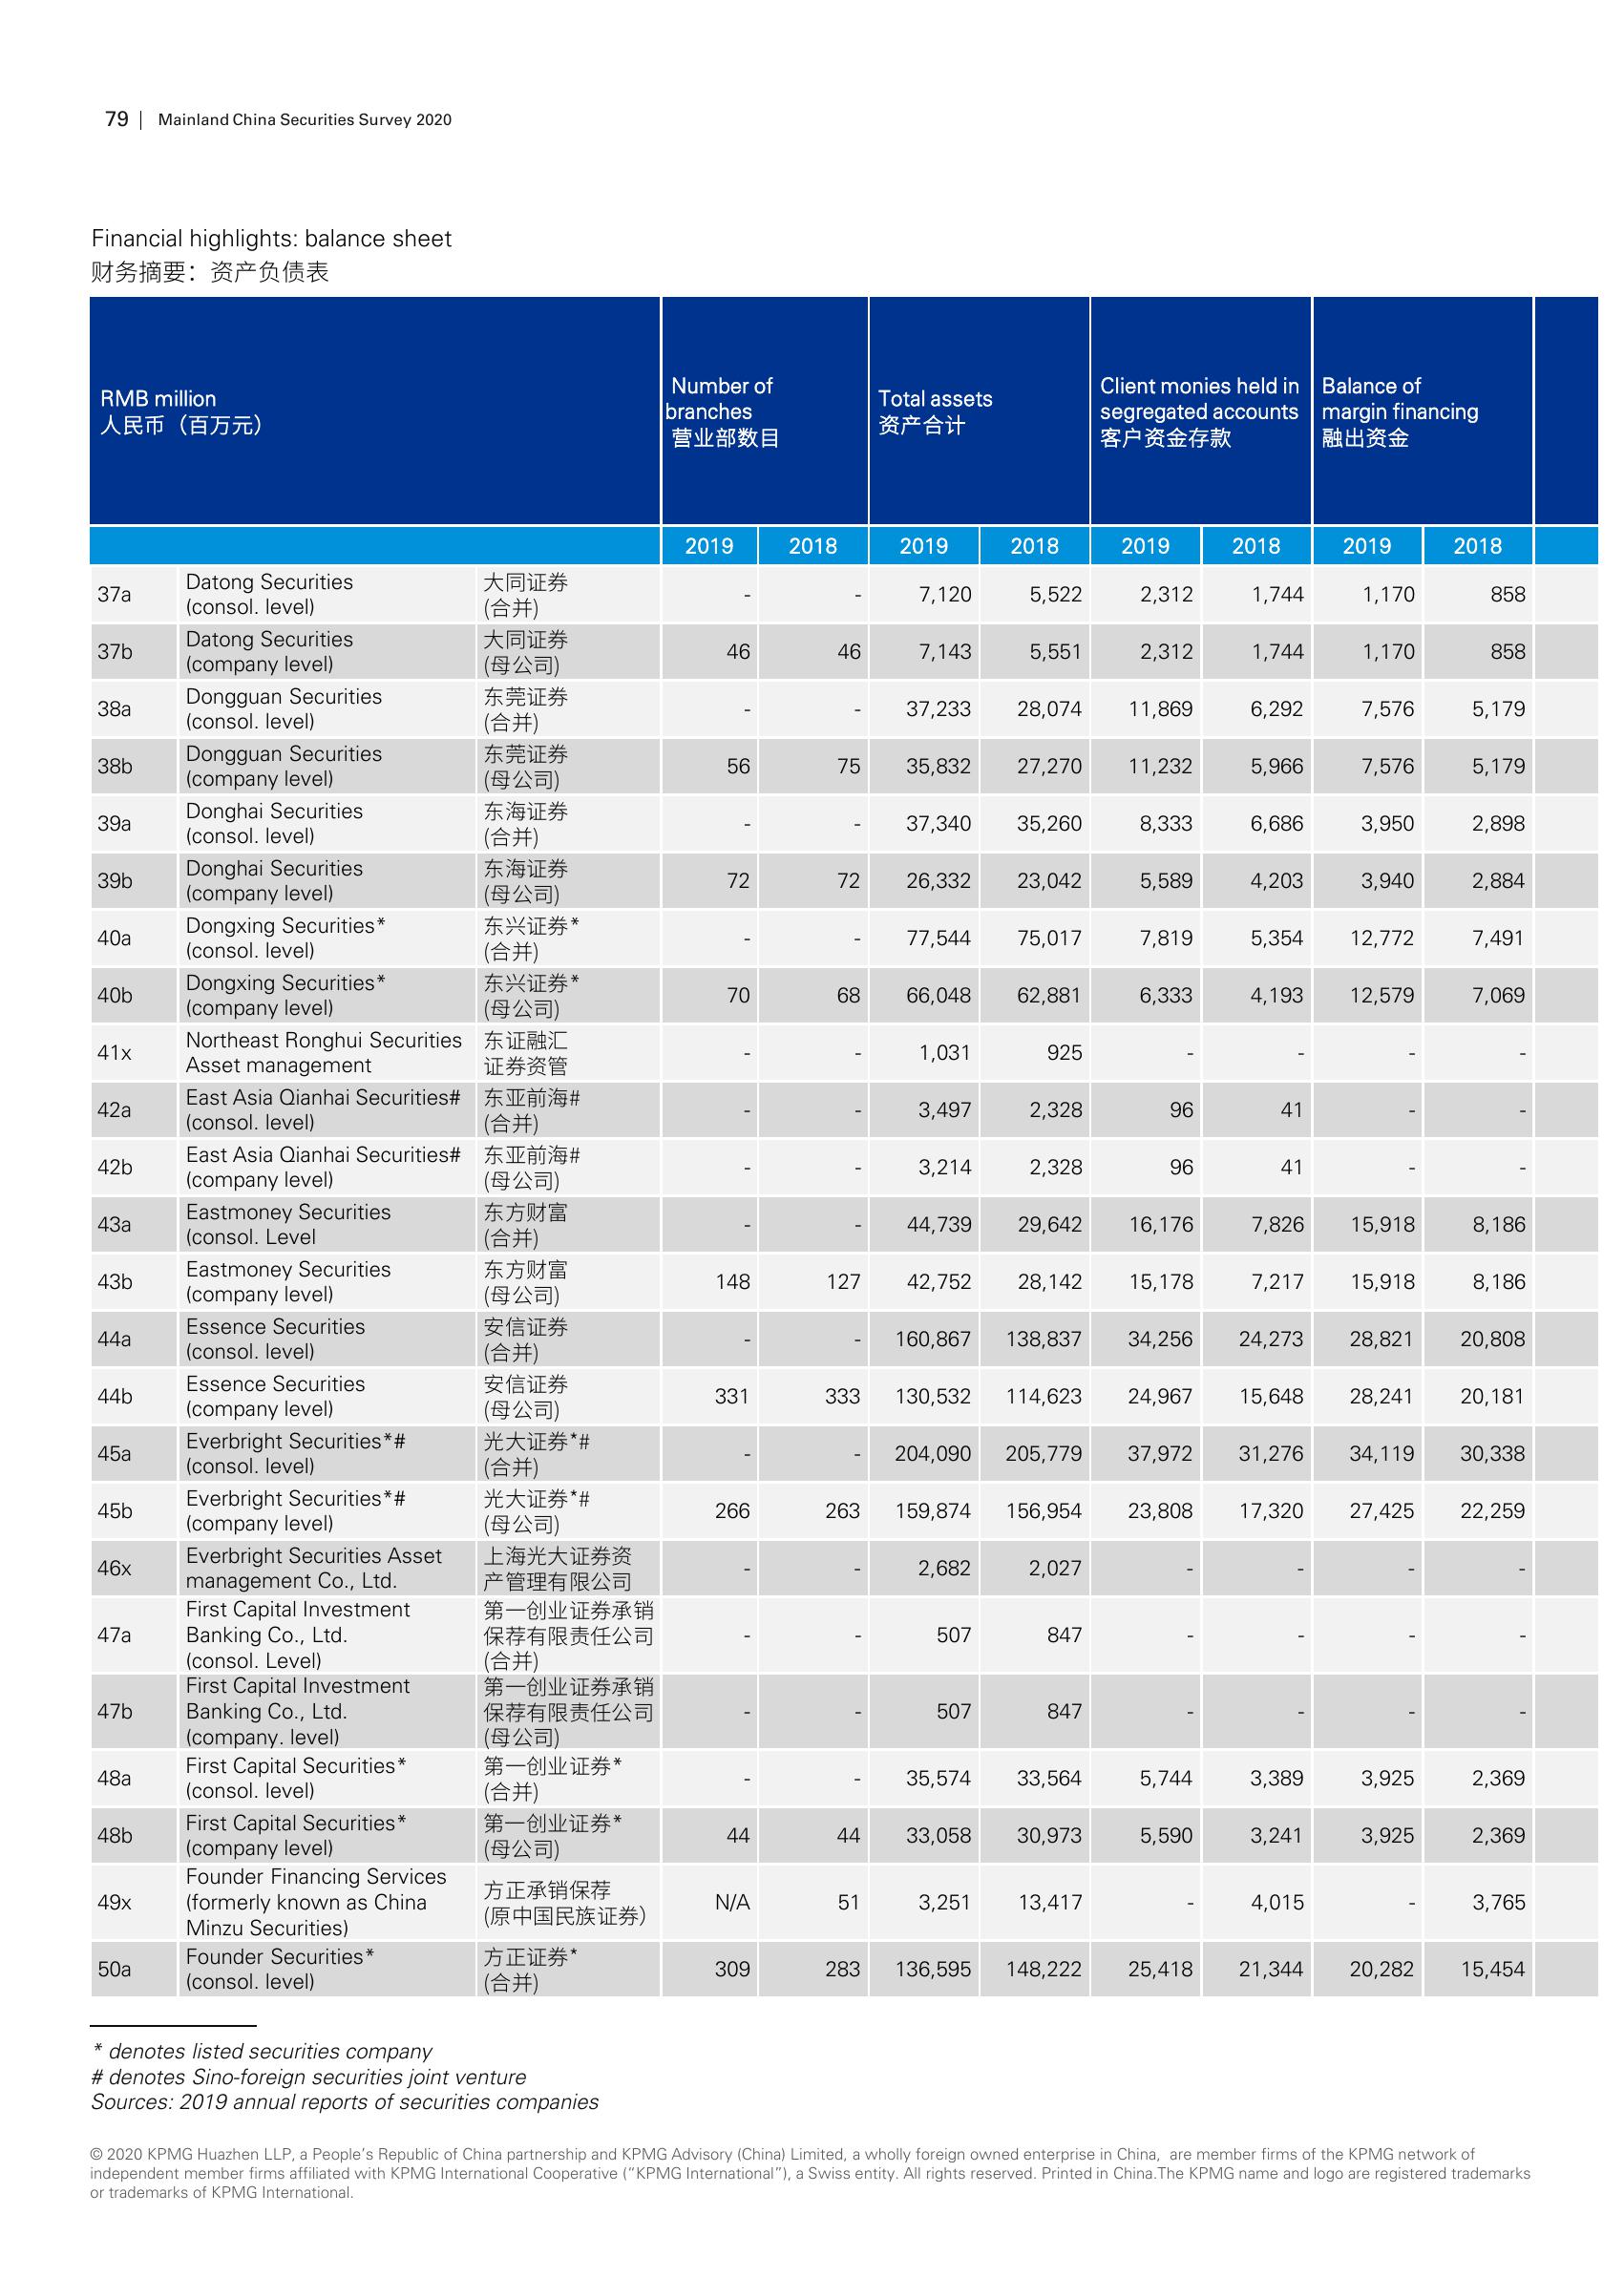 79 | Mainland China Securities Survey 2020
Financial highlights: balance sheet
财务摘要：资产负债表
RMB million
人民币（百万元）
Number of
branches
营业部数目
Total assets
资产合计
Client monies held in
segregated accounts
客户资金存款
Balance of
margin financing
融出资金
2019 2018 2019 2018 2019 2018 2019 2018
37a Datong Securities (consol. level) 大同证券 (合并) - - 7,120 5,522 2,312 1,744 1,170 858
37b Datong Securities (company level) 大同证券 (母公司) 46 46 7,143 5,551 2,312 1,744 1,170 858
38a Dongguan Securities (consol. level) 东莞证券 (合并) - - 37,233 28,074 11,869 6,292 7,576 5,179
38b Dongguan Securities (company level) 东莞证券 (母公司) 56 75 35,832 27,270 11,232 5,966 7,576 5,179
39a Donghai Securities (consol. level) 东海证券 (合并) - - 37,340 35,260 8,333 6,686 3,950 2,898
39b Donghai Securities (company level) 东海证券 (母公司) 72 72 26,332 23,042 5,589 4,203 3,940 2,884
40a Dongxing Securities* (consol. level) 东兴证券* (合并) - - 77,544 75,017 7,819 5,354 12,772 7,491
40b Dongxing Securities* (company level) 东兴证券* (母公司) 70 68 66,048 62,881 6,333 4,193 12,579 7,069
41x Northeast Ronghui Securities Asset management 东证融汇 证券资管 - - 1,031 925 - - - -
42a East Asia Qianhai Securities# (consol. level) 东亚前海# (合并) - - 3,497 2,328 96 41 - -
42b East Asia Qianhai Securities# (company level) 东亚前海# (母公司) - - 3,214 2,328 96 41 - -
43a Eastmoney Securities (consol. Level 东方财富 (合并) - - 44,739 29,642 16,176 7,826 15,918 8,186
43b Eastmoney Securities (company level) 东方财富 (母公司) 148 127 42,752 28,142 15,178 7,217 15,918 8,186
44a Essence Securities (consol. level) 安信证券 (合并) - - 160,867 138,837 34,256 24,273 28,821 20,808
44b Essence Securities (company level) 安信证券 (母公司) 331 333 130,532 114,623 24,967 15,648 28,241 20,181
45a Everbright Securities*# (consol. level) 光大证券*# (合并) - - 204,090 205,779 37,972 31,276 34,119 30,338
45b Everbright Securities*# (company level) 光大证券*# (母公司) 266 263 159,874 156,954 23,808 17,320 27,425 22,259
46x Everbright Securities Asset management Co., Ltd. 上海光大证券资 产管理有限公司 - - 2,682 2,027 - - - -
47a First Capital Investment Banking Co., Ltd. (consol. Level) 第一创业证券承销 保荐有限责任公司 (合并) - - 507 847 - - - -
47b First Capital Investment Banking Co., Ltd. (company. level) 第一创业证券承销 保荐有限责任公司 (母公司) - - 507 847 - - - -
48a First Capital Securities* (consol. level) 第一创业证券* (合并) - - 35,574 33,564 5,744 3,389 3,925 2,369
48b First Capital Securities* (company level) 第一创业证券* (母公司) 44 44 33,058 30,973 5,590 3,241 3,925 2,369
49x Founder Financing Services (formerly known as China Minzu Securities) 方正承销保荐 (原中国民族证券） N/A 51 3,251 13,417 - 4,015 - 3,765
50a Founder Securities* (consol. level) 方正证券* (合并) 309 283 136,595 148,222 25,418 21,344 20,282 15,454
* denotes listed securities company
# denotes Sino-foreign securities joint venture
Sources: 2019 annual reports of securities companies
© 2020 KPMG Huazhen LLP, a People's Republic of China partnership and KPMG Advisory (China) Limited, a wholly foreign owned enterprise in China, are member firms of the KPMG network of
independent member firms affiliated with KPMG International Cooperative ("KPMG International"), a Swiss entity. All rights reserved. Printed in China.The KPMG name and logo are registered trademarks
or trademarks of KPMG International.